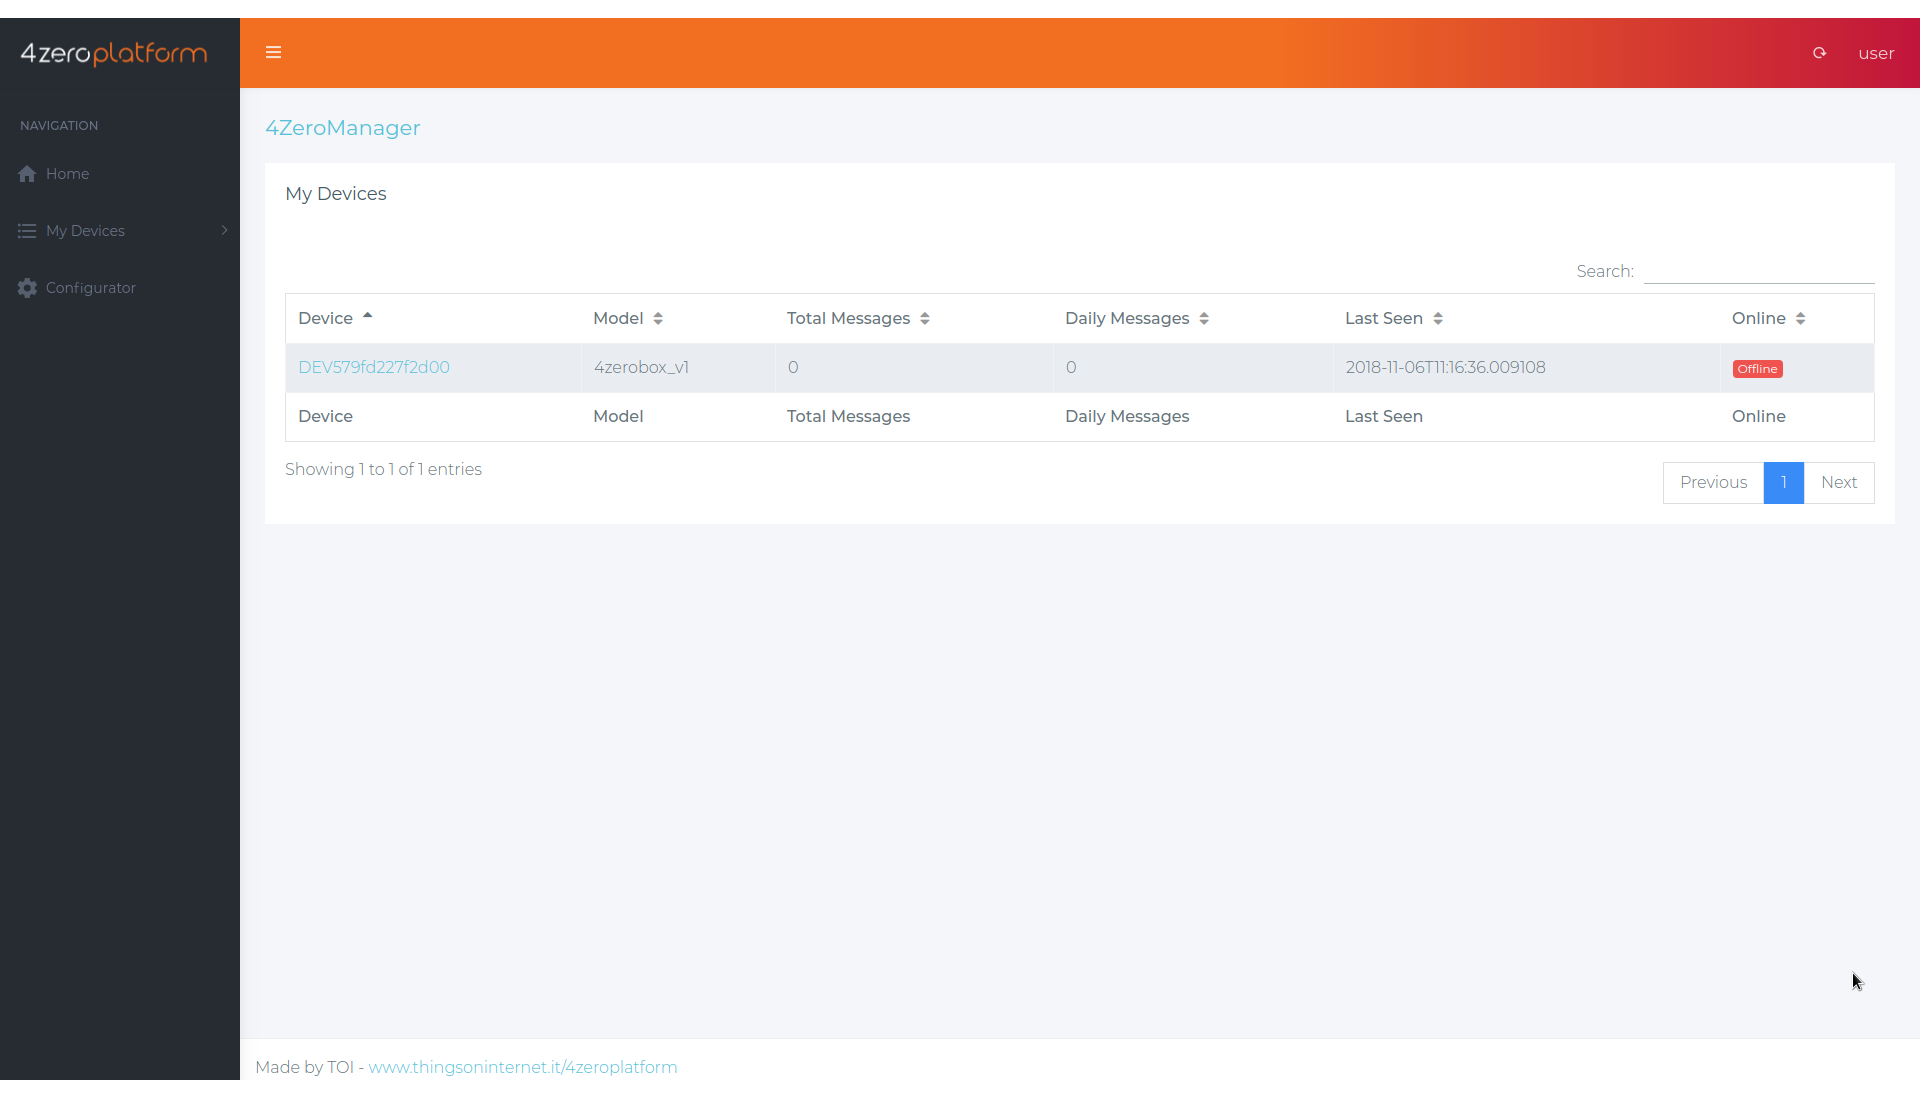 4zeroplatform
user
NAVIGATION
Home
My Devices
Configurator
4ZeroManager
My Devices
Search:
Device Model Total Messages Daily Messages Last Seen Online
DEV579fd227f2d00 4zerobox_v1 0 0 2018-11-06T11:16:36.009108 Offline
Device Model Total Messages Daily Messages Last Seen Online
Showing 1 to 1 of 1 entries
Previous 1 Next
Made by TOI - www.thingsoninternet.it/4zeroplatform